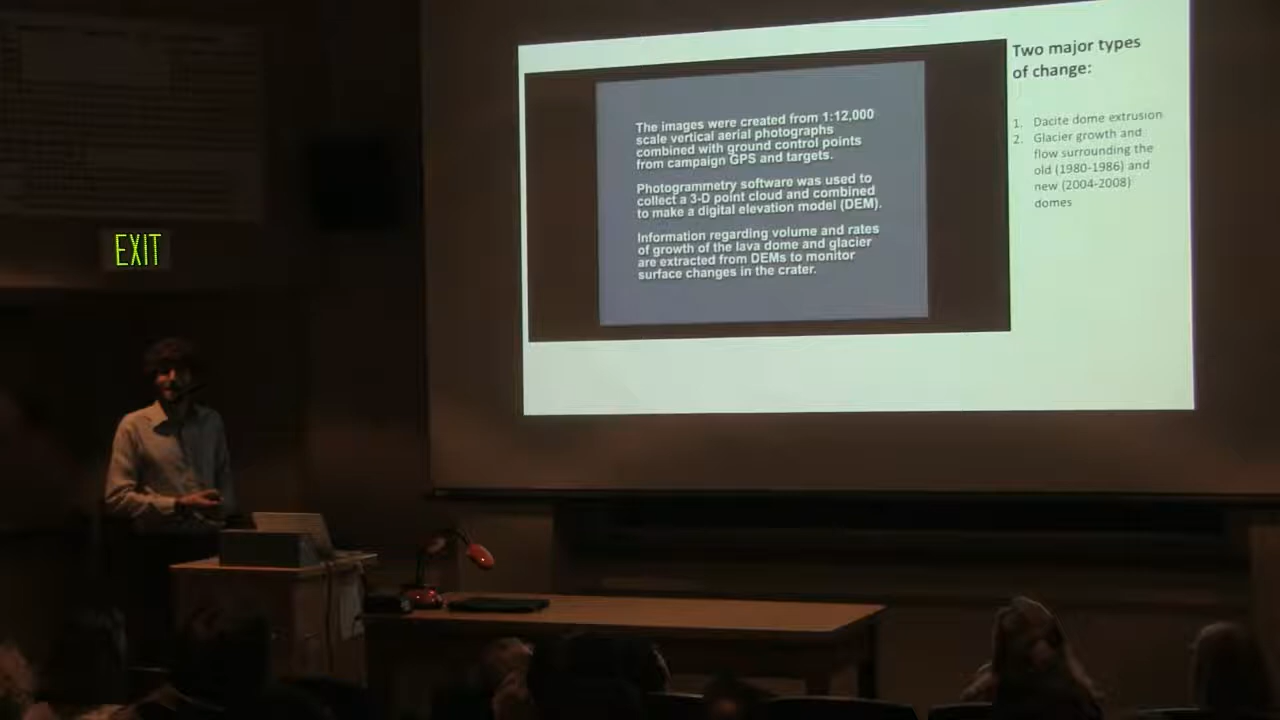 EXIT
The images were created from 1:12,000
scale vertical aerial photographs
combined with ground control points
from campaign GPS and targets.
Photogrammetry software was used to
collect a 3-D point cloud and combined
to make a digital elevation model (DEM).
Information regarding volume and rates
of growth of the lava dome and glacier
are extracted from DEMs to monitor
surface changes in the crater.
Two major types
of change:
1. Dacite dome extrusion
2. Glacier growth and
flow surrounding the
old (1980-1986) and
new (2004-2008)
domes